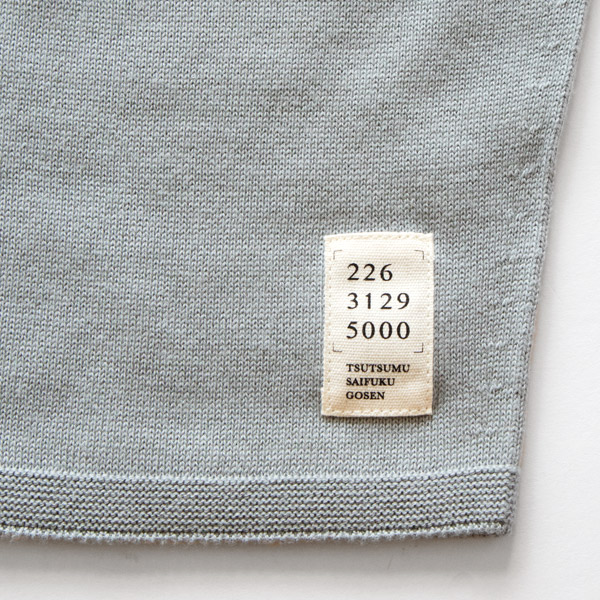 226
3129
5000
TSUTSUMU
SAIFUKU
GOSEN